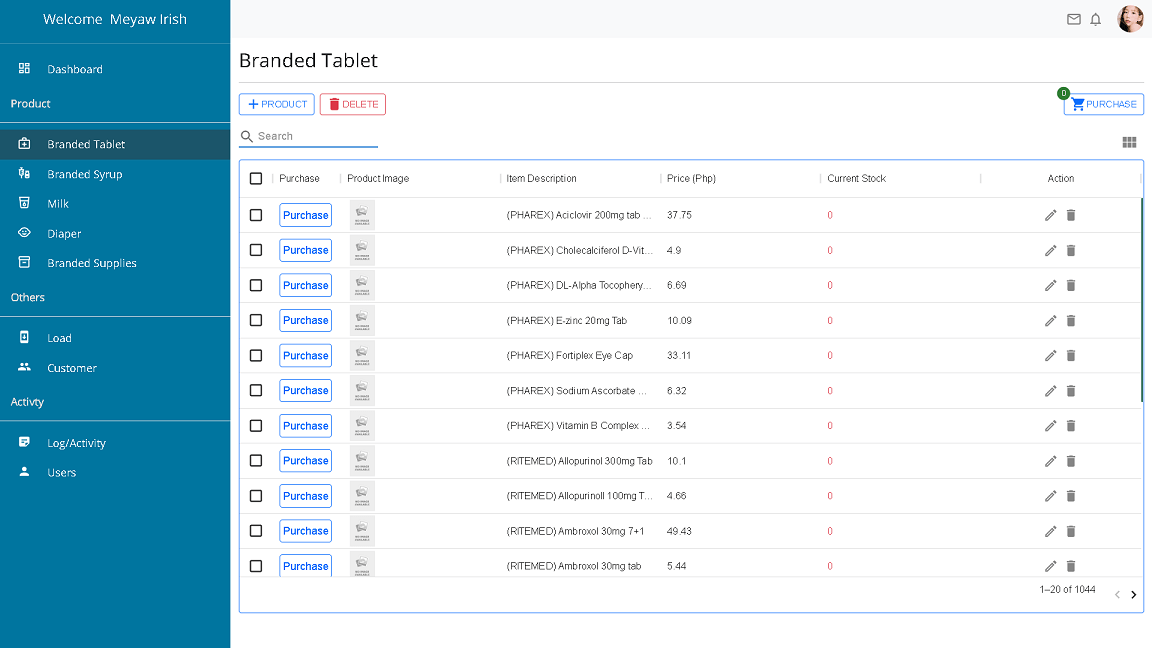 Welcome  Meyaw Irish
Dashboard
Product
Branded Tablet
Branded Syrup
Milk
Diaper
Branded Supplies
Others
Load
Customer
Activty
Log/Activity
Users
Branded Tablet
PRODUCT DELETE
0
PURCHASE
Search
Purchase Product Image Item Description Price (Php) Current Stock Action
Purchase (PHAREX) Aciclovir 200mg tab ... 37.75 0
Purchase (PHAREX) Cholecalciferol D-Vit... 4.9 0
Purchase (PHAREX) DL-Alpha Tocophery... 6.69 0
Purchase (PHAREX) E-zinc 20mg Tab 10.09 0
Purchase (PHAREX) Fortiplex Eye Cap 33.11 0
Purchase (PHAREX) Sodium Ascorbate ... 6.32 0
Purchase (PHAREX) Vitamin B Complex ... 3.54 0
Purchase (RITEMED) Allopurinol 300mg Tab 10.1 0
Purchase (RITEMED) Allopurinoll 100mg T... 4.66 0
Purchase (RITEMED) Ambroxol 30mg 7+1 49.43 0
Purchase (RITEMED) Ambroxol 30mg tab 5.44 0
1–20 of 1044